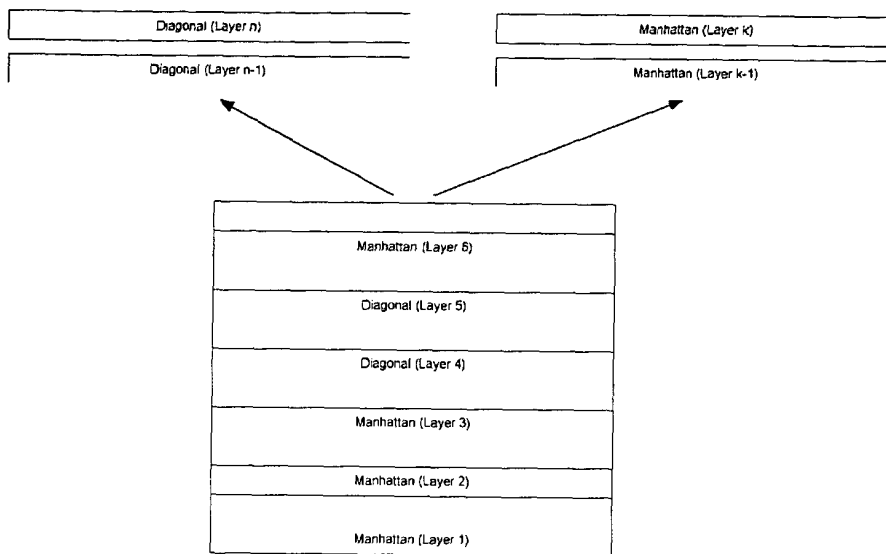 Diagonal (Layer n)
Manhattan (Layer k)
Diagonal (Layer n-1)
Manhattan (Layer k-1)
Manhattan (Layer 6)
Diagonal (Layer 5)
Diagonal (Layer 4)
Manhattan (Layer 3)
Manhattan (Layer 2)
Manhattan (Layer 1)